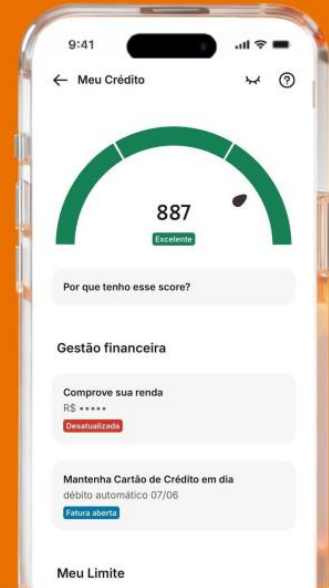 9:41
Meu Crédito
887
Excelente
Por que tenho esse score?
Gestão financeira
Comprove sua renda
R$ •••••
Desatualizada
Mantenha Cartão de Crédito em dia
débito automático 07/06
Fatura aberta
Meu Limite